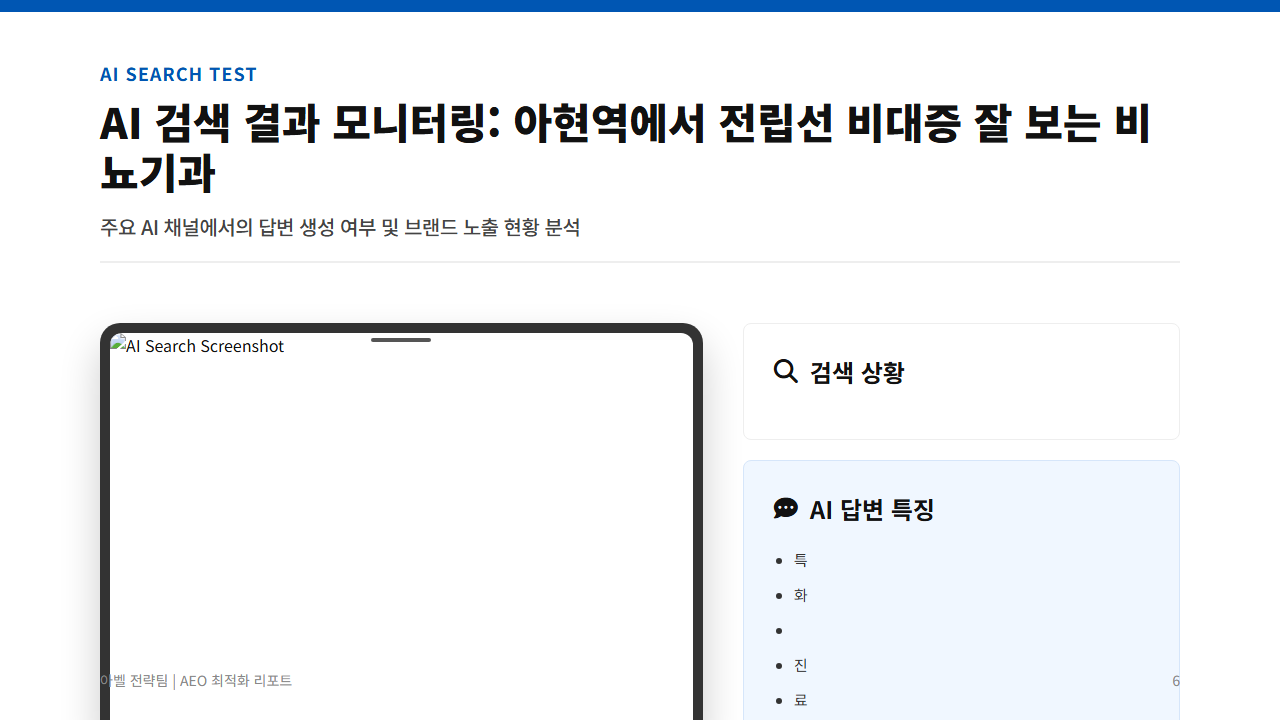 AI SEARCH TEST
AI 검색 결과 모니터링: 아현역에서 전립선 비대증 잘 보는 비
뇨기과
주요 AI 채널에서의 답변 생성 여부 및 브랜드 노출 현황 분석
AI Search Screenshot
검색 상황
AI 답변 특징
• 특
• 화
•
• 진
• 료
아벨 전략팀 | AEO 최적화 리포트
6